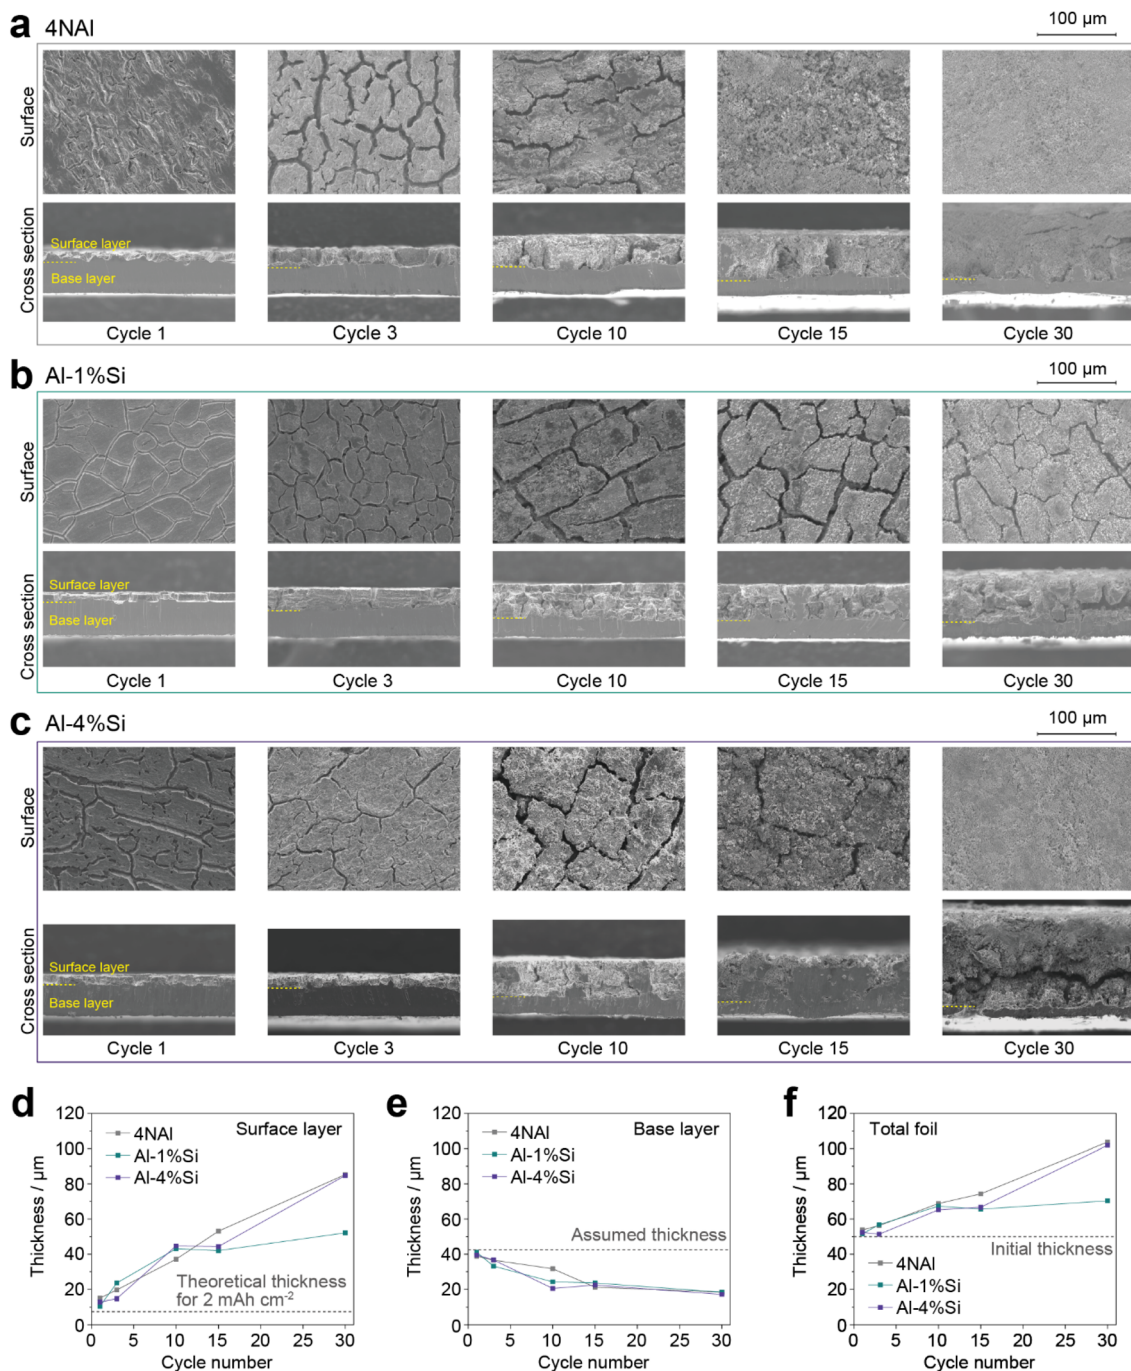 a 4NAl
100 µm
Surface
Cross section
Surface layer
Base layer
Cycle 1
Cycle 3
Cycle 10
Cycle 15
Cycle 30
b Al-1%Si
100 µm
Surface
Cross section
Surface layer
Base layer
Cycle 1
Cycle 3
Cycle 10
Cycle 15
Cycle 30
c Al-4%Si
100 µm
Surface
Cross section
Surface layer
Base layer
Cycle 1
Cycle 3
Cycle 10
Cycle 15
Cycle 30
d
Surface layer
4NAl
Al-1%Si
Al-4%Si
Theoretical thickness
for 2 mAh cm⁻²
Thickness / µm
0 20 40 60 80 100 120
0 5 10 15 20 25 30
Cycle number
e
Base layer
4NAl
Al-1%Si
Al-4%Si
Assumed thickness
Thickness / µm
0 20 40 60 80 100 120
0 5 10 15 20 25 30
Cycle number
f
Total foil
Initial thickness
4NAl
Al-1%Si
Al-4%Si
Thickness / µm
0 20 40 60 80 100 120
0 5 10 15 20 25 30
Cycle number